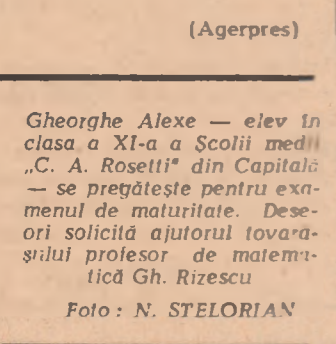 (Agerpres)
Gheorghe Alexe — elev în
clasa a XI-a a Școlii medii
„C. A. Rosetti" din Capitală
— se pregătește pentru exa-
menul de maturitate. Dese-
ori solicită ajutorul tovară-
șului profesor de matema-
tică Gh. Rizescu
Foto : N. STELORIAN